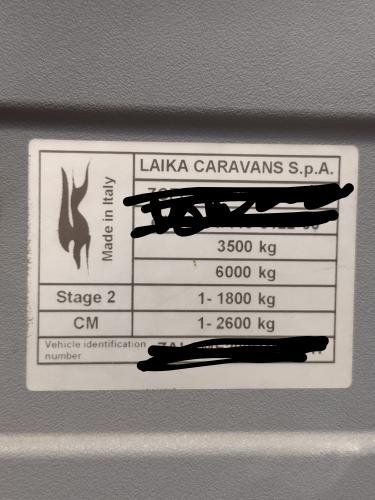 LAIKA CARAVANS S.p.A.
Made in Italy
3500 kg
6000 kg
Stage 2
1- 1800 kg
CM
1- 2600 kg
Vehicle identification
number